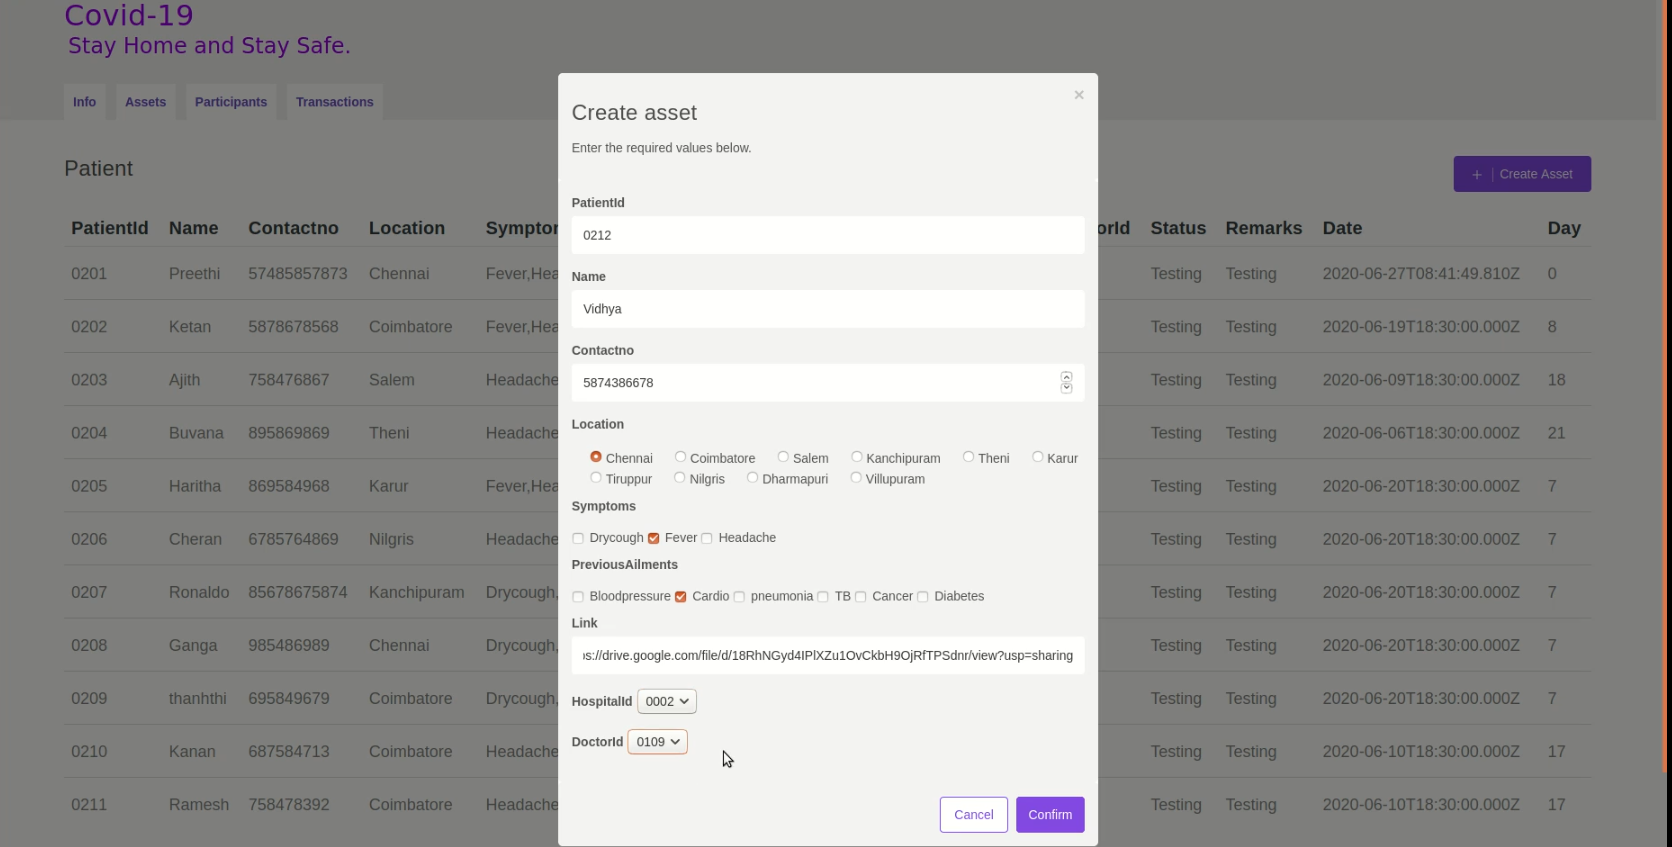 Covid-19
Stay Home and Stay Safe.
Info Assets Participants Transactions
Patient
+ | Create Asset
PatientId Name Contactno Location Status Remarks Date Day
0201 Preethi 57485857873 Chennai Testing Testing 2020-06-27T08:41:49.810Z 0
0202 Ketan 5878678568 Coimbatore Testing Testing 2020-06-19T18:30:00.000Z 8
0203 Ajith 758476867 Salem Headache Testing Testing 2020-06-09T18:30:00.000Z 18
0204 Buvana 895869869 Theni Headache Testing Testing 2020-06-06T18:30:00.000Z 21
0205 Haritha 869584968 Karur Testing Testing 2020-06-20T18:30:00.000Z 7
0206 Cheran 6785764869 Nilgris Headache Testing Testing 2020-06-20T18:30:00.000Z 7
0207 Ronaldo 85678675874 Kanchipuram Drycough, Testing Testing 2020-06-20T18:30:00.000Z 7
0208 Ganga 985486989 Chennai Drycough, Testing Testing 2020-06-20T18:30:00.000Z 7
0209 thanhthi 695849679 Coimbatore Drycough, Testing Testing 2020-06-20T18:30:00.000Z 7
0210 Kanan 687584713 Coimbatore Headache Testing Testing 2020-06-10T18:30:00.000Z 17
0211 Ramesh 758478392 Coimbatore Headache Testing Testing 2020-06-10T18:30:00.000Z 17
Create asset
×
Enter the required values below.
PatientId
0212
Name
Vidhya
Contactno
5874386678
Location
Chennai Coimbatore Salem Kanchipuram Theni Karur
Tiruppur Nilgris Dharmapuri Villupuram
Symptoms
Drycough Fever Headache
PreviousAilments
Bloodpressure Cardio pneumonia TB Cancer Diabetes
Link
s://drive.google.com/file/d/18RhNGyd4IPlXZu1OvCkbH9OjRfTPSdnr/view?usp=sharing
HospitalId 0002
DoctorId 0109
Cancel Confirm